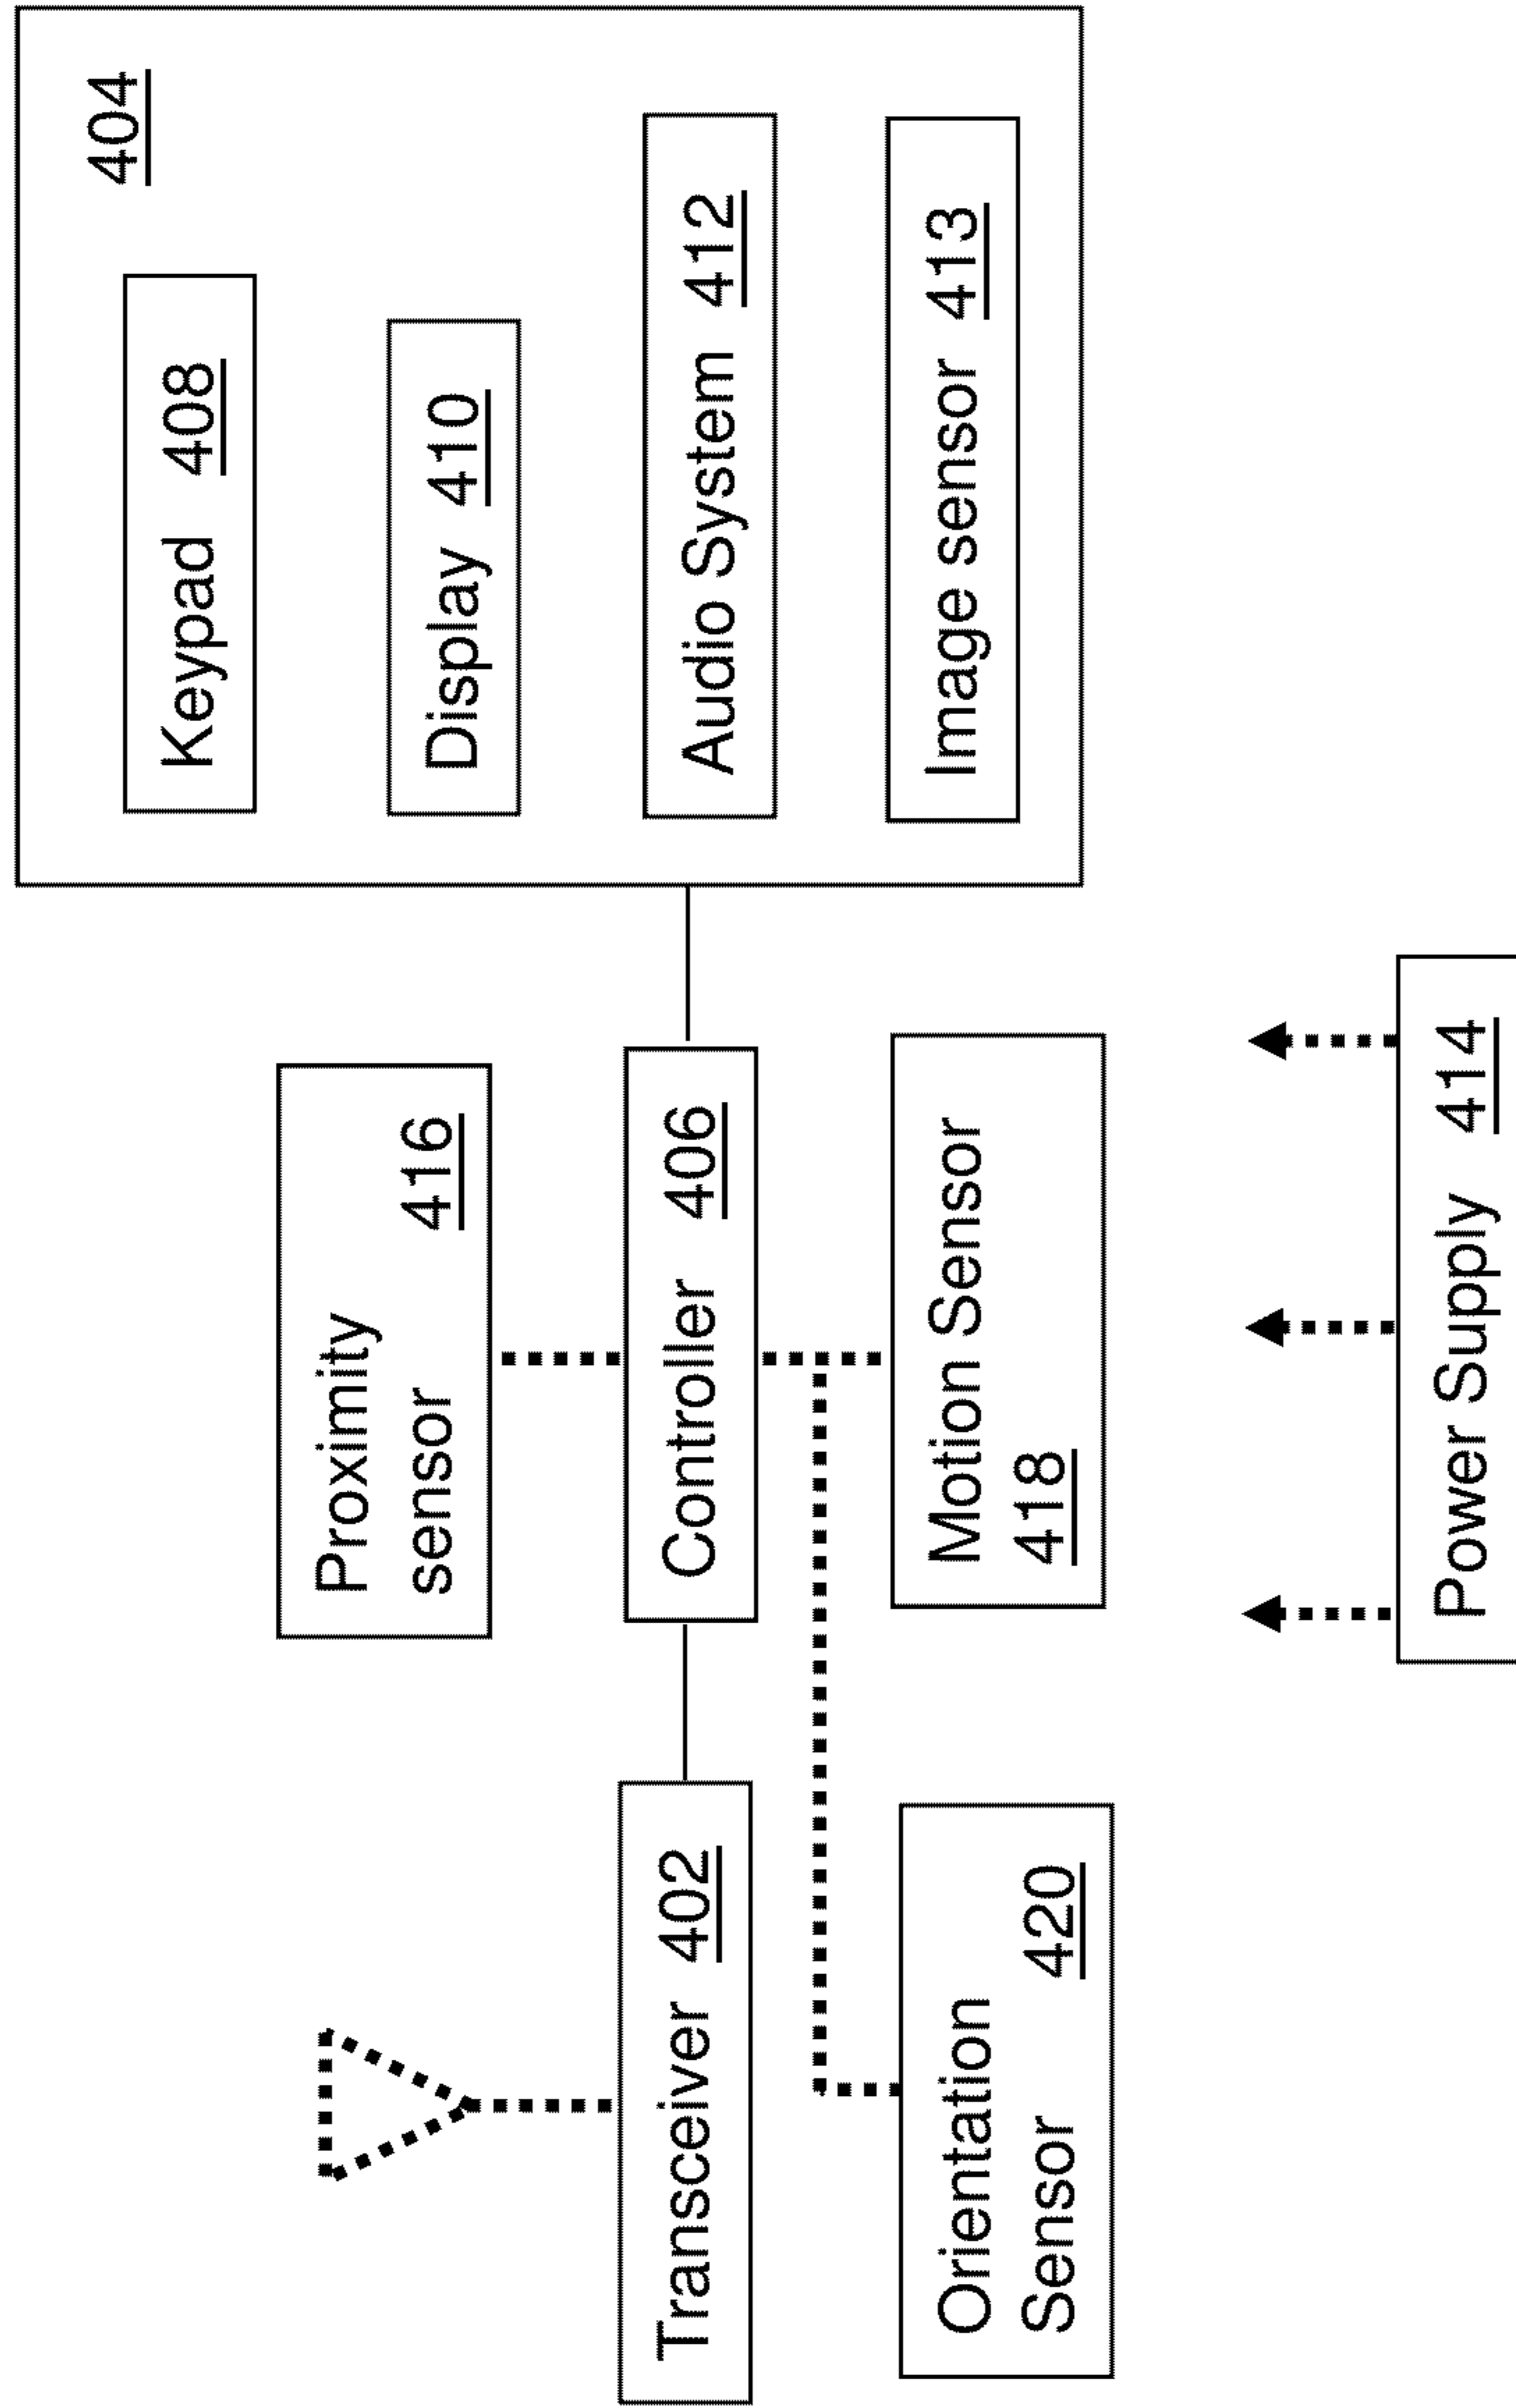 404
Keypad 408
Display 410
Audio System 412
Image sensor 413
Proximity
sensor 416
Controller 406
Motion Sensor
418
Transceiver 402
Orientation
Sensor 420
Power Supply 414